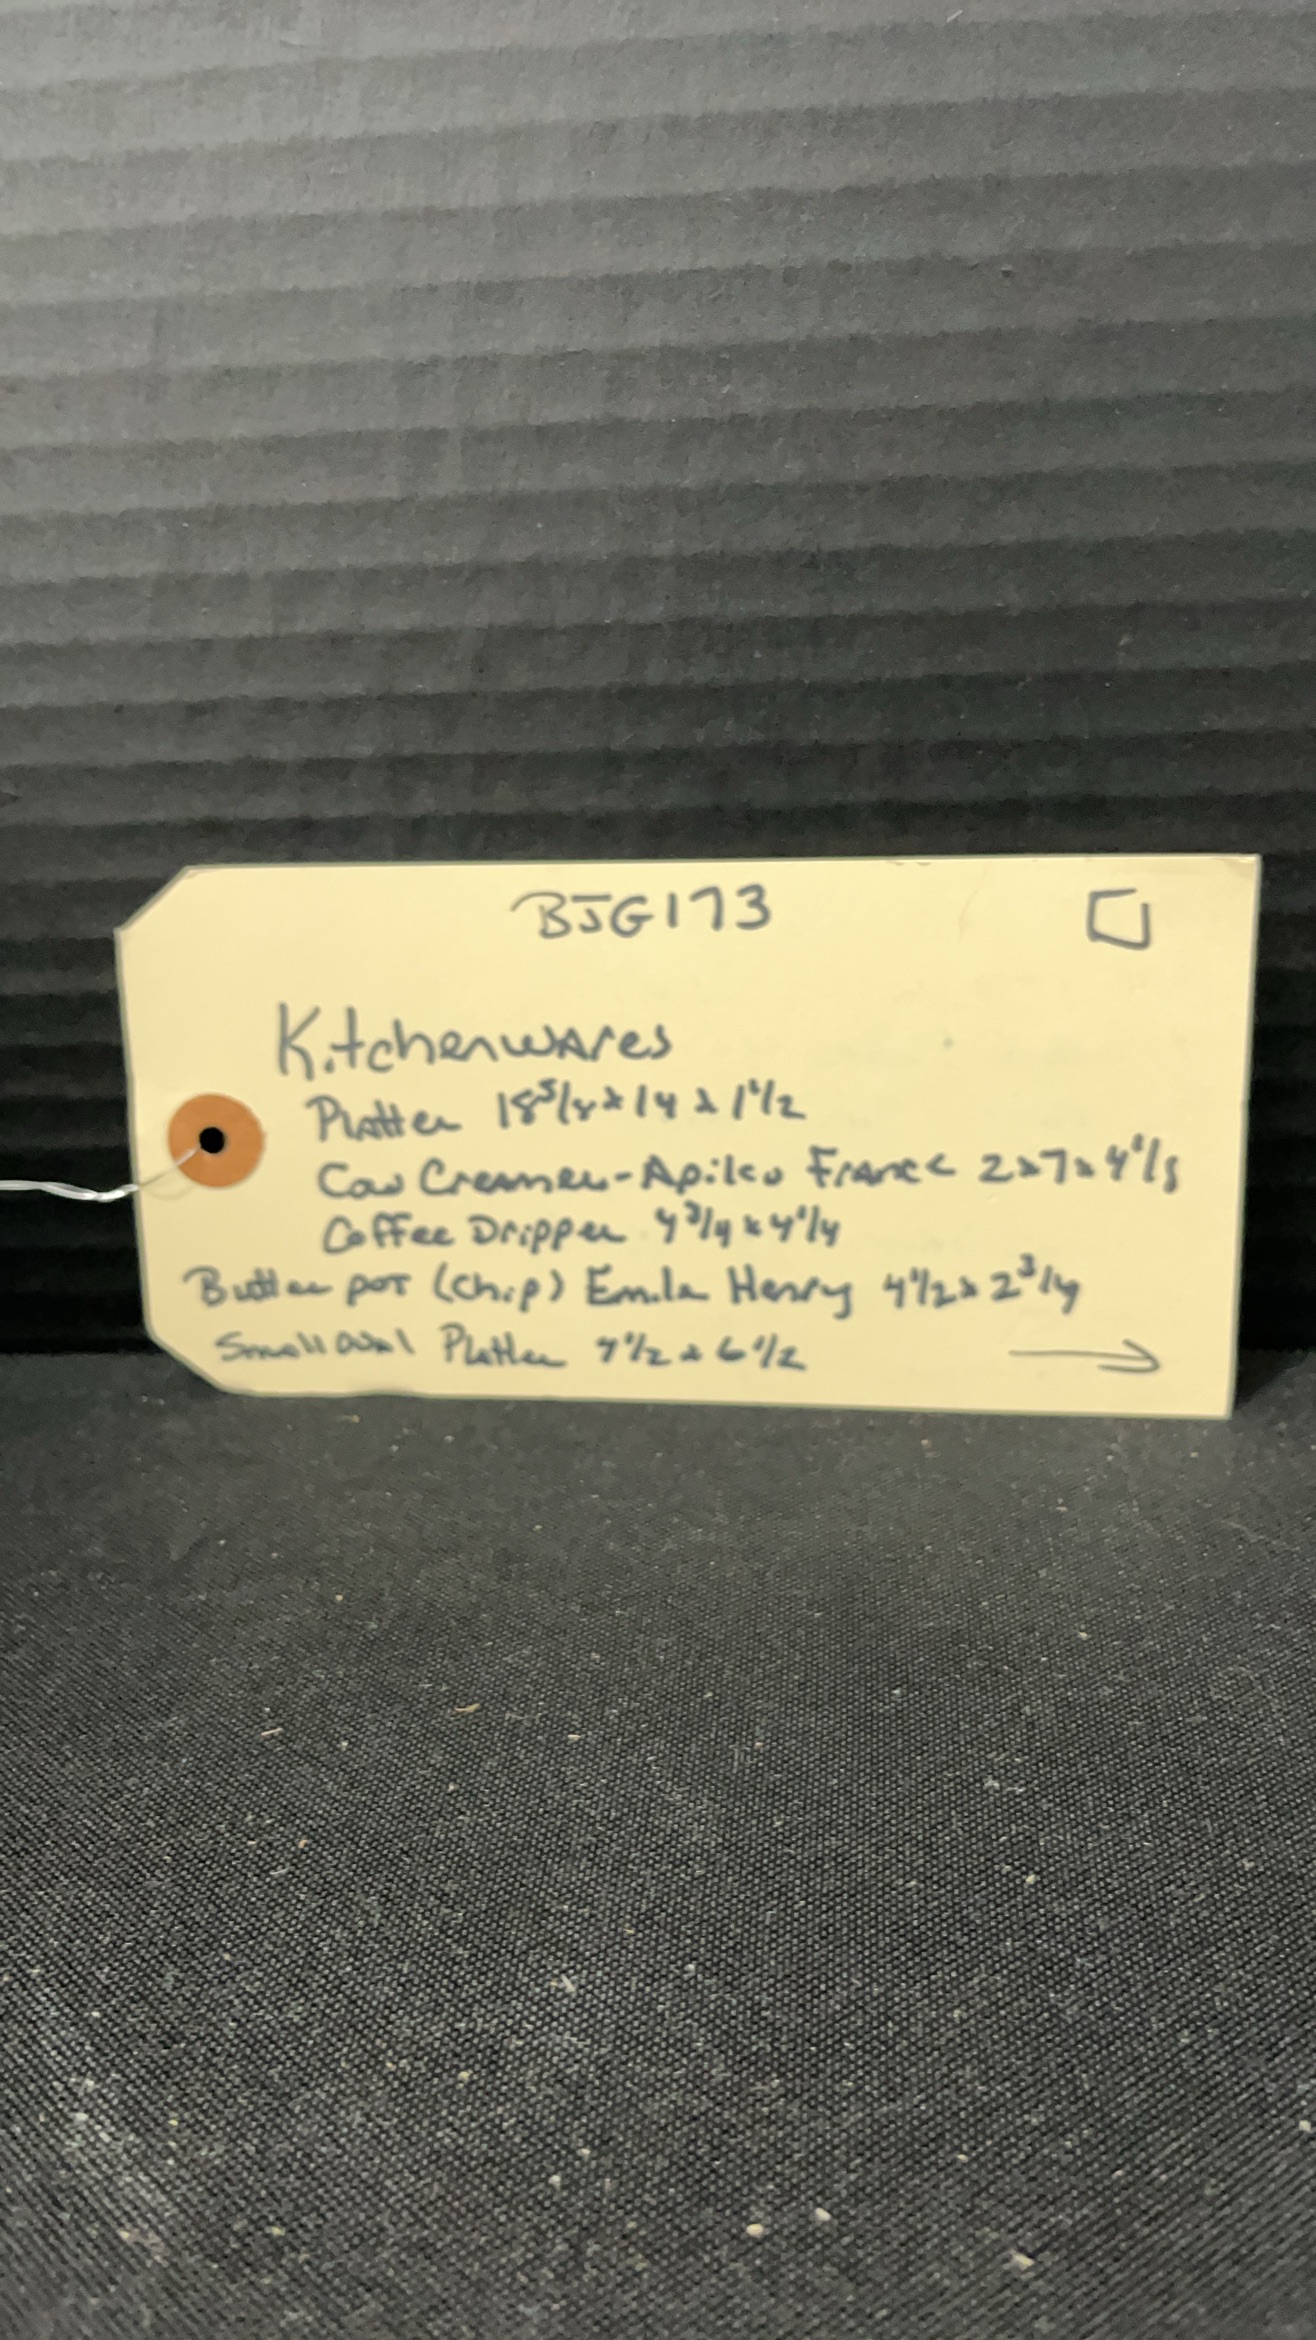 BJG173
Kitchenwares
Platter 18 5/8 x 14 x 1 1/2
Cow Creamer - Apilco France 2 x 7 x 4 1/8
Coffee Dripper 4 3/4 x 4 1/4
Butter pot (chip) Emile Henry 4 1/2 x 2 3/4
Small oval Platter 9 1/2 x 6 1/2